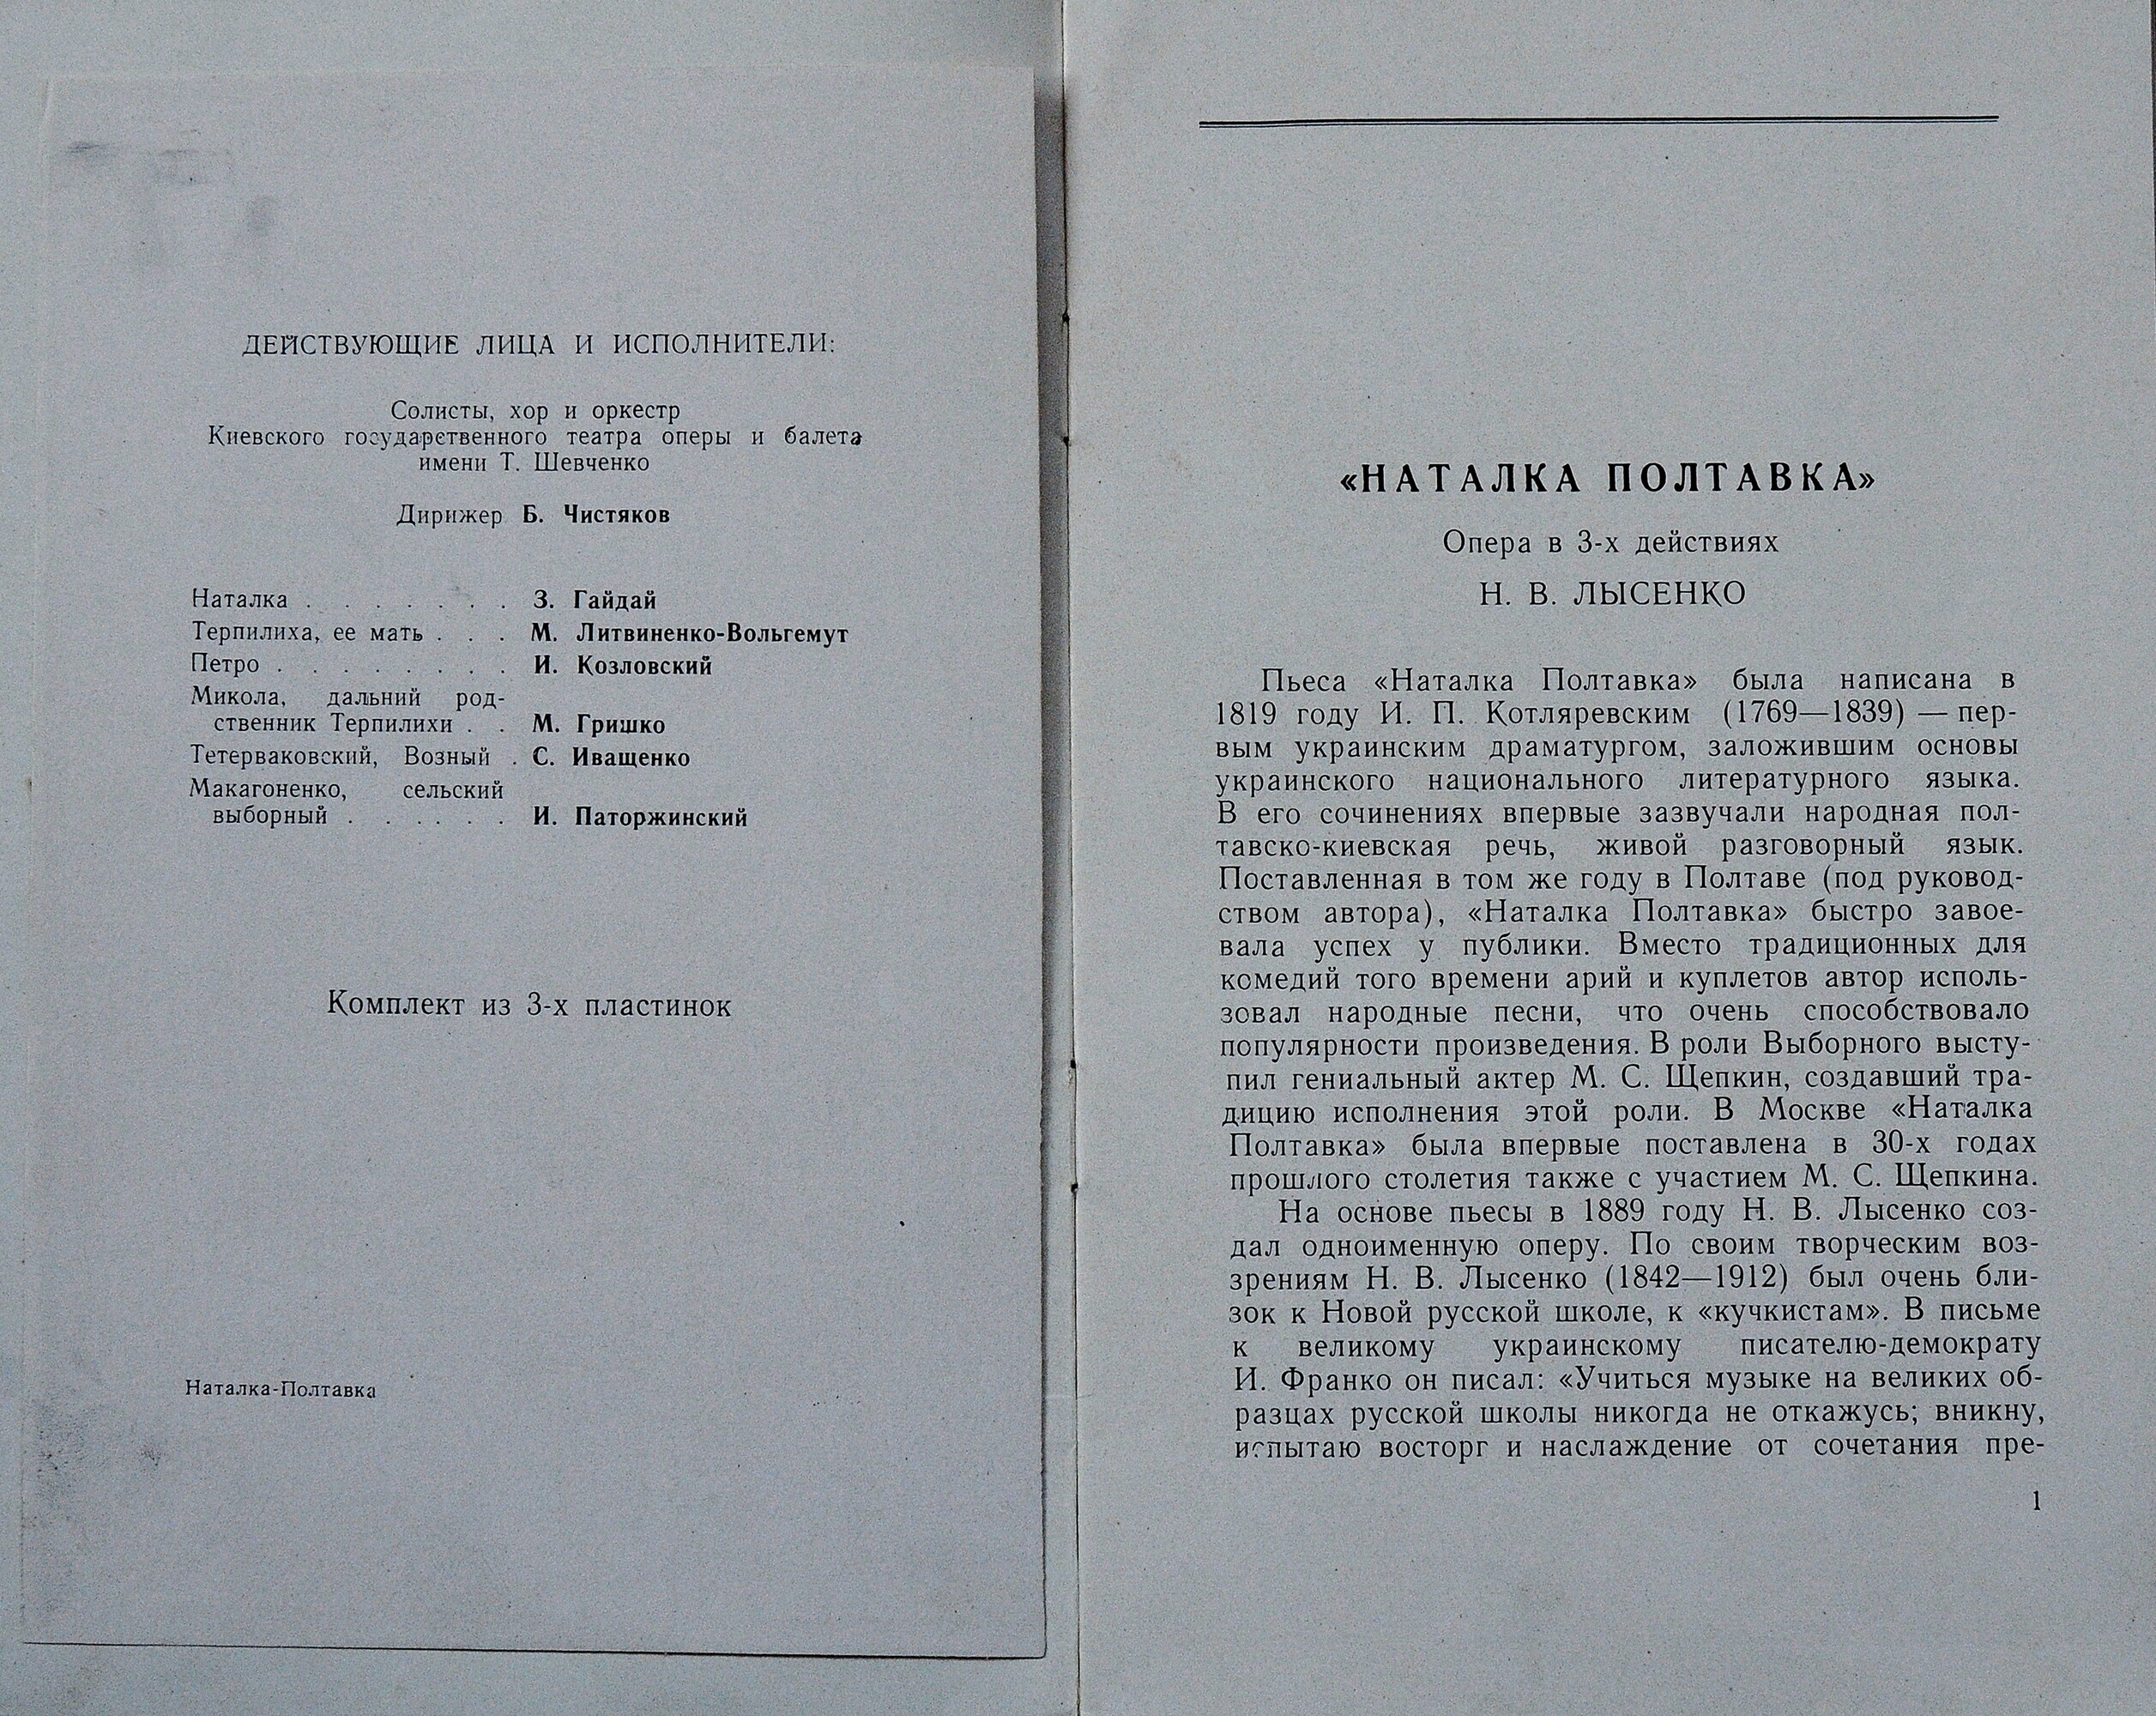 ДЕЙСТВУЮЩИЕ ЛИЦА И ИСПОЛНИТЕЛИ:
Солисты, хор и оркестр
Киевского государственного театра оперы и балета
имени Т. Шевченко
Дирижер Б. Чистяков
Наталка . . . . . . . З. Гайдай
Терпилиха, ее мать . . . М. Литвиненко-Вольгемут
Петро . . . . . . . . И. Козловский
Микола, дальний род-
ственник Терпилихи . . М. Гришко
Тетерваковский, Возный . С. Иващенко
Макагоненко, сельский
выборный . . . . . . И. Паторжинский
Комплект из 3-х пластинок
Наталка-Полтавка
«НАТАЛКА ПОЛТАВКА»
Опера в 3-х действиях
Н. В. ЛЫСЕНКО
Пьеса «Наталка Полтавка» была написана в
1819 году И. П. Котляревским (1769—1839) — пер-
вым украинским драматургом, заложившим основы
украинского национального литературного языка.
В его сочинениях впервые зазвучали народная пол-
тавско-киевская речь, живой разговорный язык.
Поставленная в том же году в Полтаве (под руковод-
ством автора), «Наталка Полтавка» быстро завое-
вала успех у публики. Вместо традиционных для
комедий того времени арий и куплетов автор исполь-
зовал народные песни, что очень способствовало
популярности произведения. В роли Выборного высту-
пил гениальный актер М. С. Щепкин, создавший тра-
дицию исполнения этой роли. В Москве «Наталка
Полтавка» была впервые поставлена в 30-х годах
прошлого столетия также с участием М. С. Щепкина.
На основе пьесы в 1889 году Н. В. Лысенко соз-
дал одноименную оперу. По своим творческим воз-
зрениям Н. В. Лысенко (1842—1912) был очень бли-
зок к Новой русской школе, к «кучкистам». В письме
к великому украинскому писателю-демократу
И. Франко он писал: «Учиться музыке на великих об-
разцах русской школы никогда не откажусь; вникну,
испытаю восторг и наслаждение от сочетания пре-
1